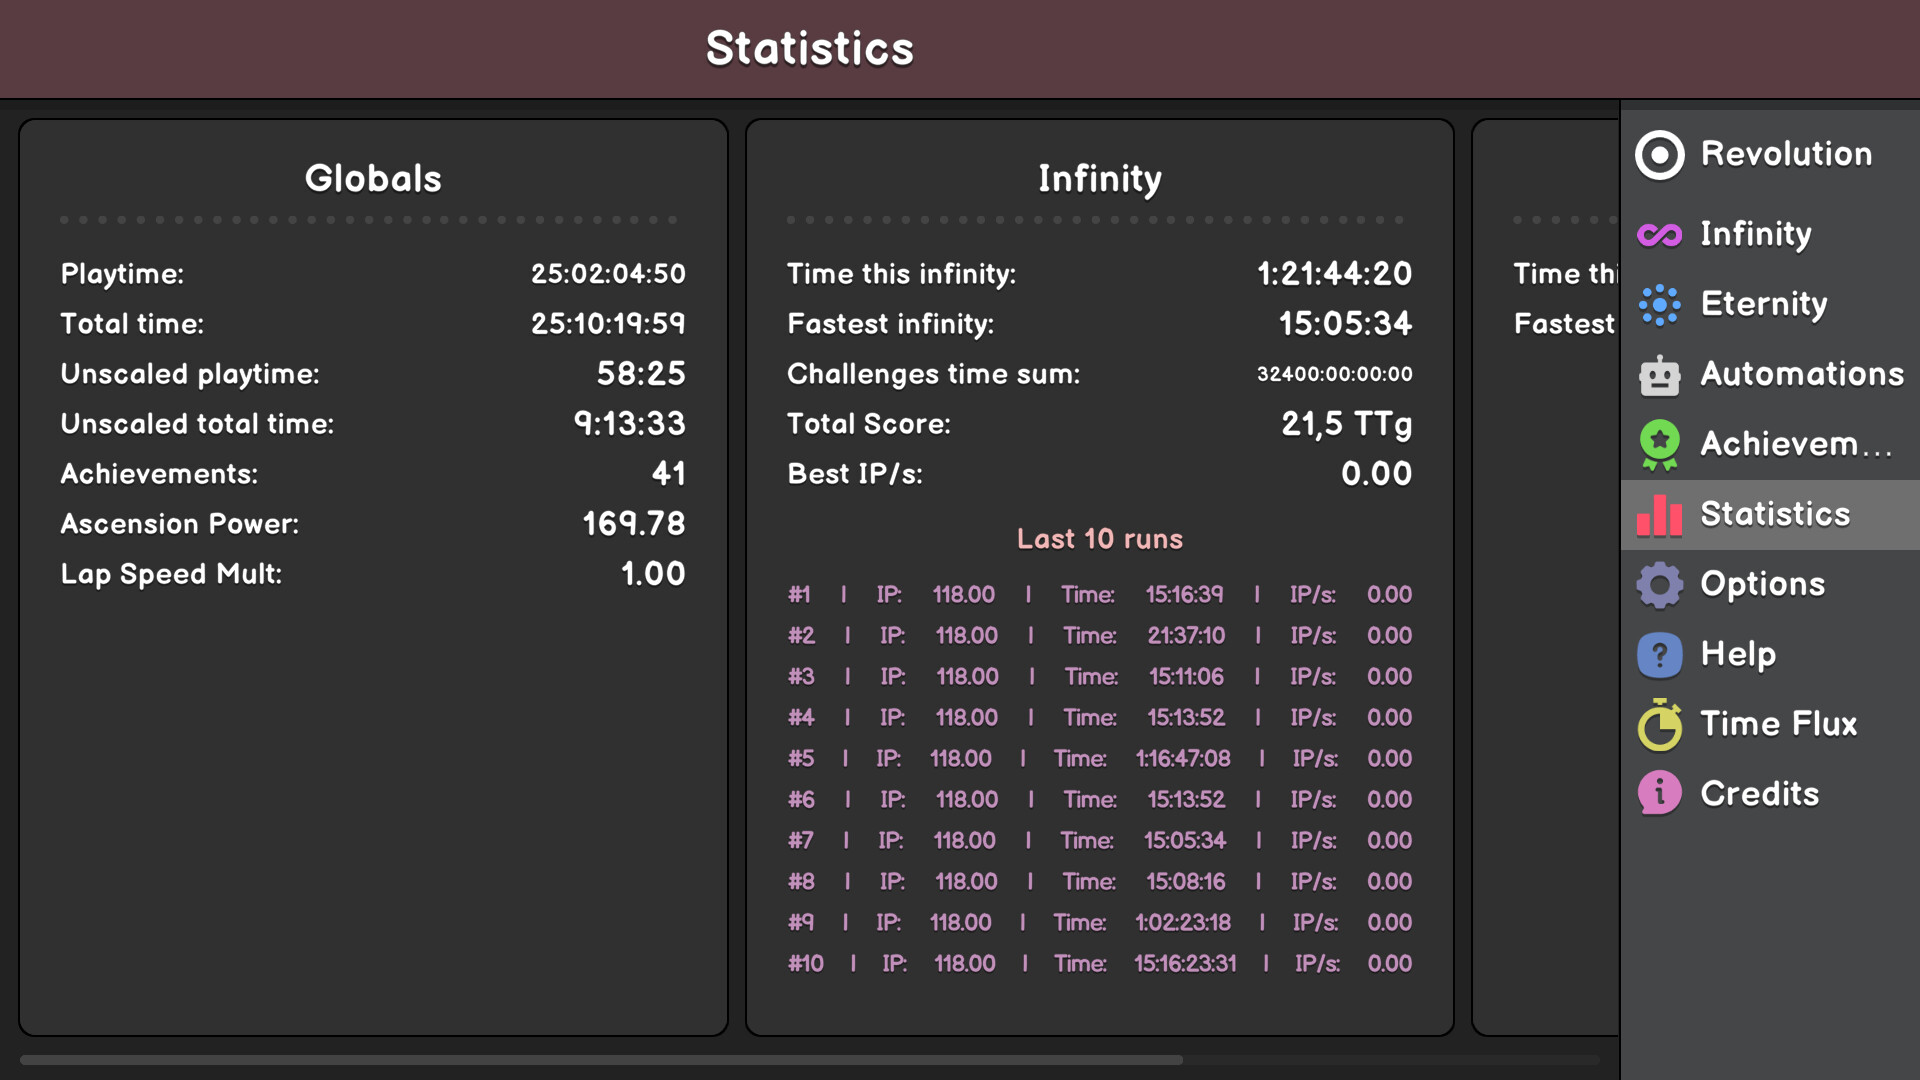 Statistics
Globals
Playtime: 25:02:04:50
Total time: 25:10:19:59
Unscaled playtime: 58:25
Unscaled total time: 9:13:33
Achievements: 41
Ascension Power: 169.78
Lap Speed Mult: 1.00
Infinity
Time this infinity: 1:21:44:20
Fastest infinity: 15:05:34
Challenges time sum: 32400:00:00:00
Total Score: 21,5 TTg
Best IP/s: 0.00
Last 10 runs
#1 | IP: 118.00 | Time: 15:16:39 | IP/s: 0.00
#2 | IP: 118.00 | Time: 21:37:10 | IP/s: 0.00
#3 | IP: 118.00 | Time: 15:11:06 | IP/s: 0.00
#4 | IP: 118.00 | Time: 15:13:52 | IP/s: 0.00
#5 | IP: 118.00 | Time: 1:16:47:08 | IP/s: 0.00
#6 | IP: 118.00 | Time: 15:13:52 | IP/s: 0.00
#7 | IP: 118.00 | Time: 15:05:34 | IP/s: 0.00
#8 | IP: 118.00 | Time: 15:08:16 | IP/s: 0.00
#9 | IP: 118.00 | Time: 1:02:23:18 | IP/s: 0.00
#10 | IP: 118.00 | Time: 15:16:23:31 | IP/s: 0.00
Time thi
Fastest
Revolution
Infinity
Eternity
Automations
Achievem...
Statistics
Options
Help
Time Flux
Credits